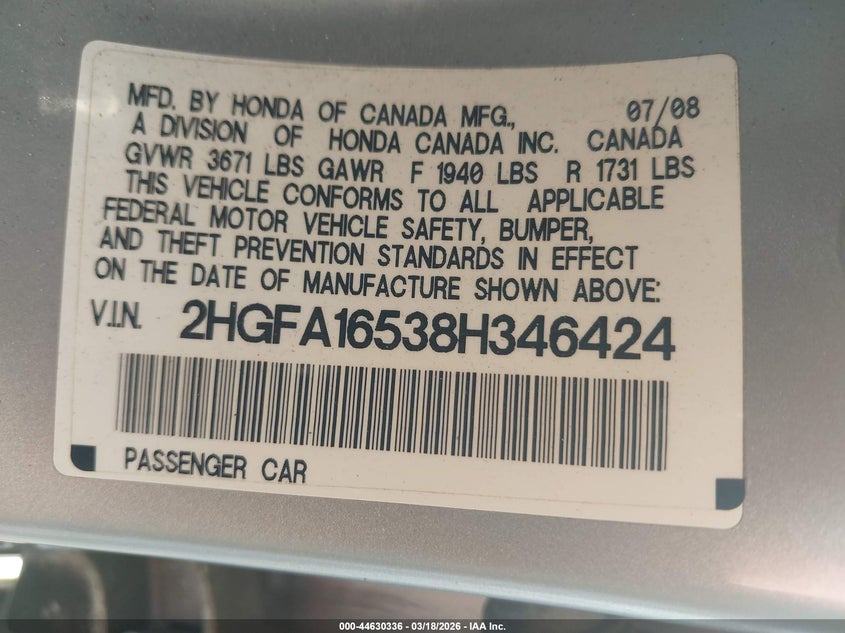 MFD. BY HONDA OF CANADA MFG., 07/08
A DIVISION OF HONDA CANADA INC. CANADA
GVWR 3671 LBS GAWR F 1940 LBS R 1731 LBS
THIS VEHICLE CONFORMS TO ALL APPLICABLE
FEDERAL MOTOR VEHICLE SAFETY, BUMPER,
AND THEFT PREVENTION STANDARDS IN EFFECT
ON THE DATE OF MANUFACTURE SHOWN ABOVE:
V.I.N. 2HGFA16538H346424
PASSENGER CAR
000-44630336 - 03/18/2026 - IAA Inc.